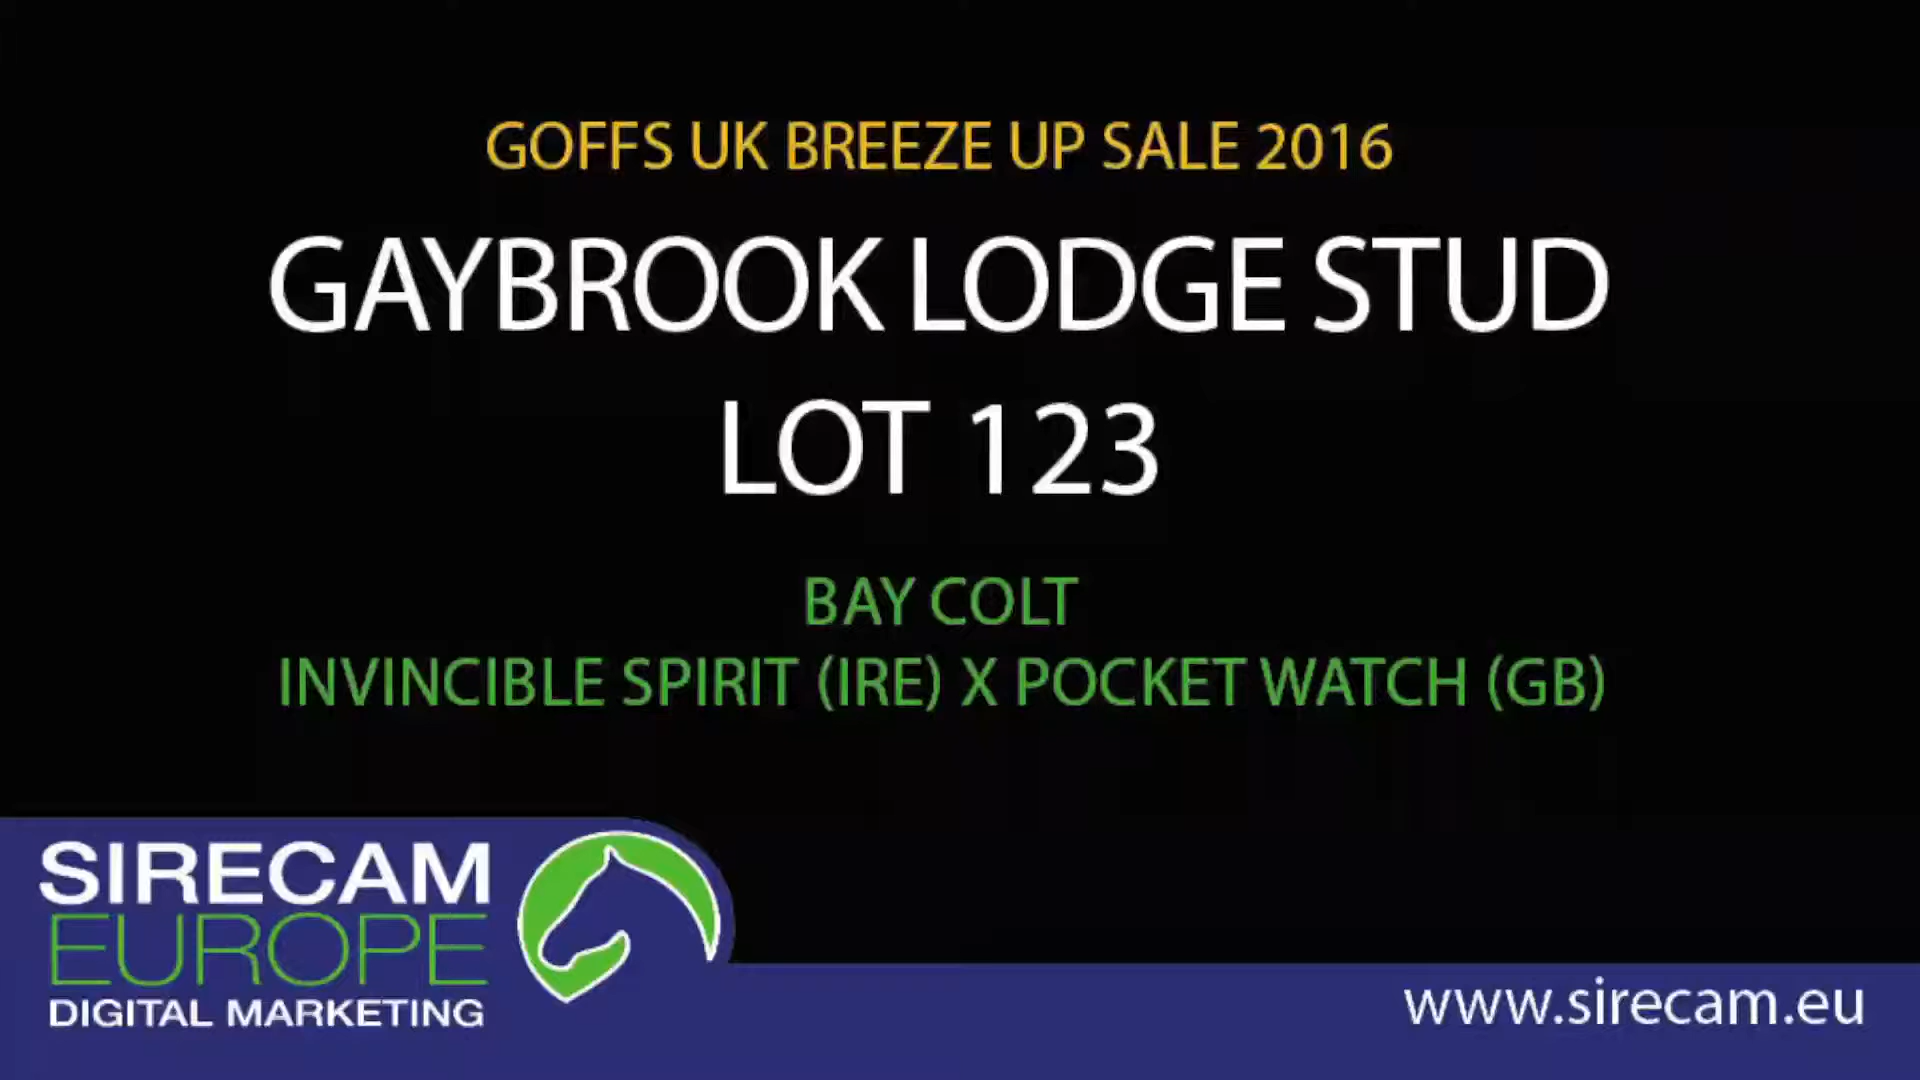 GOFFS UK BREEZE UP SALE 2016
GAYBROOK LODGE STUD
LOT 123
BAY COLT
INVINCIBLE SPIRIT (IRE) X POCKET WATCH (GB)
SIRECAM
EUROPE
DIGITAL MARKETING
www.sirecam.eu